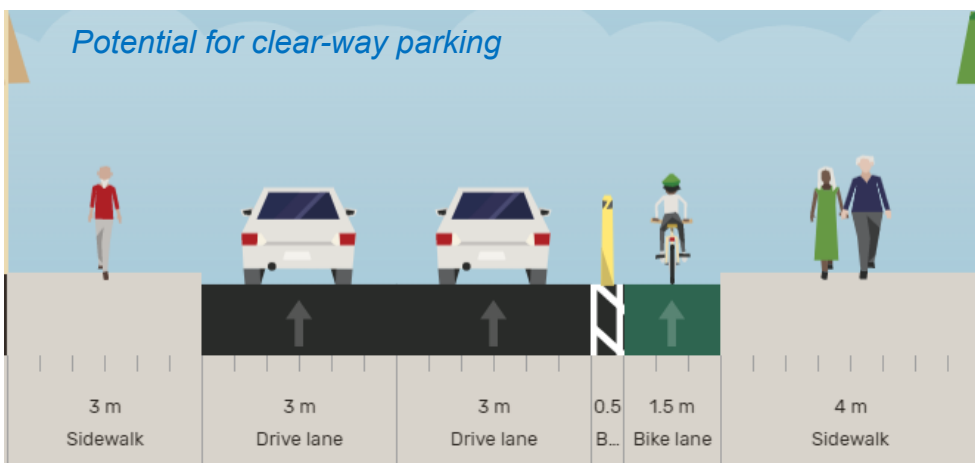 Potential for clear-way parking
3 m 3 m 3 m 0.5 1.5 m 4 m
Sidewalk Drive lane Drive lane B... Bike lane Sidewalk